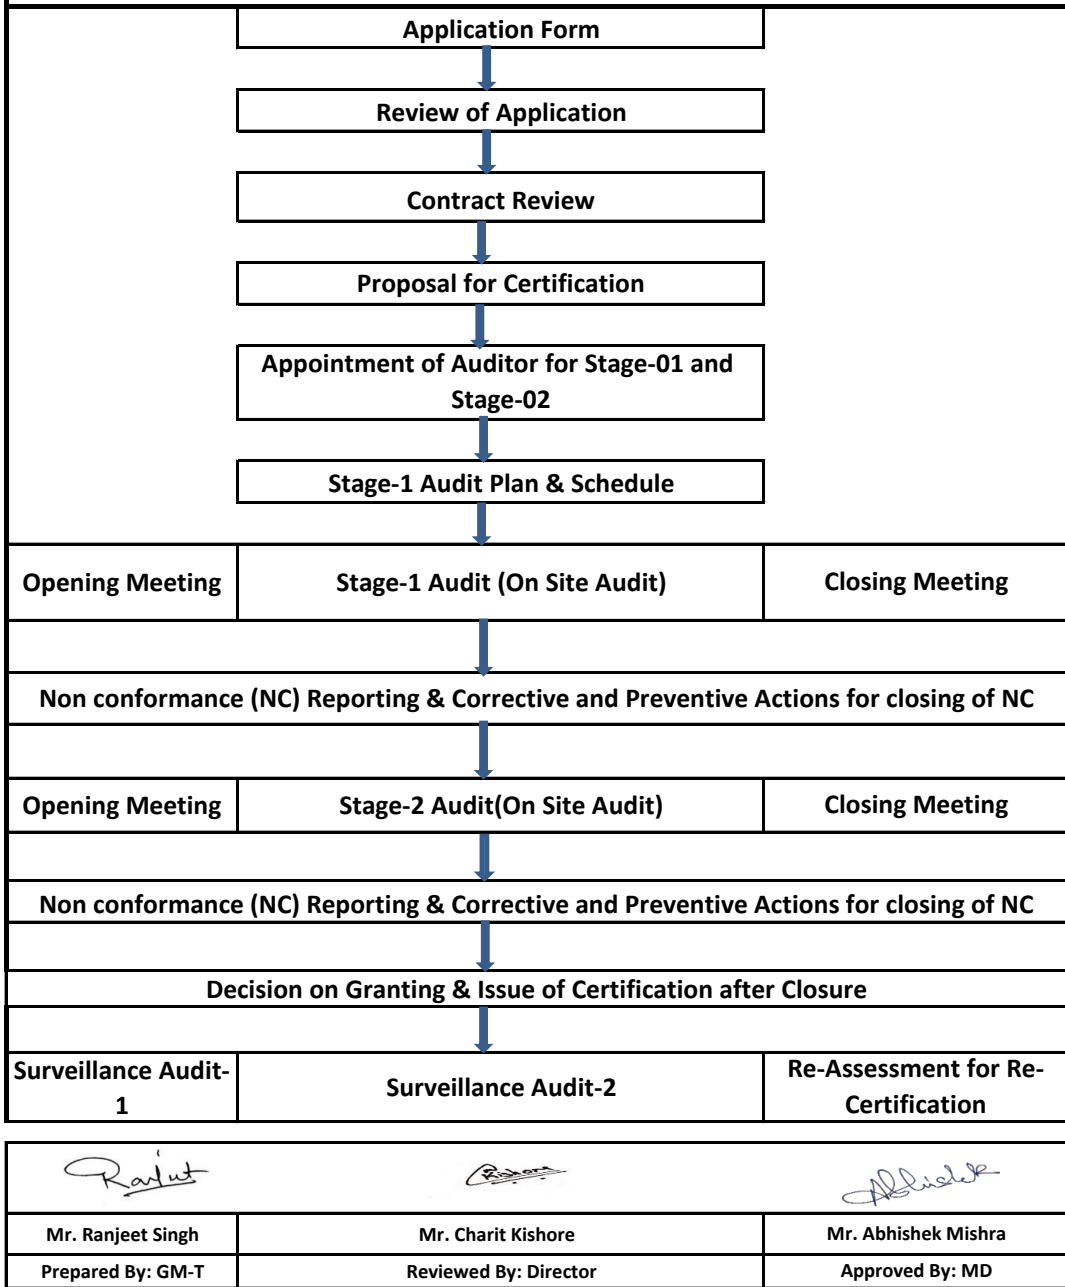 Application Form
Review of Application
Contract Review
Proposal for Certification
Appointment of Auditor for Stage-01 and
Stage-02
Stage-1 Audit Plan & Schedule
Opening Meeting
Stage-1 Audit (On Site Audit)
Closing Meeting
Non conformance (NC) Reporting & Corrective and Preventive Actions for closing of NC
Opening Meeting
Stage-2 Audit(On Site Audit)
Closing Meeting
Non conformance (NC) Reporting & Corrective and Preventive Actions for closing of NC
Decision on Granting & Issue of Certification after Closure
Surveillance Audit-
1
Surveillance Audit-2
Re-Assessment for Re-
Certification
Kishore
Abhishek
Mr. Ranjeet Singh
Mr. Charit Kishore
Mr. Abhishek Mishra
Prepared By: GM-T
Reviewed By: Director
Approved By: MD